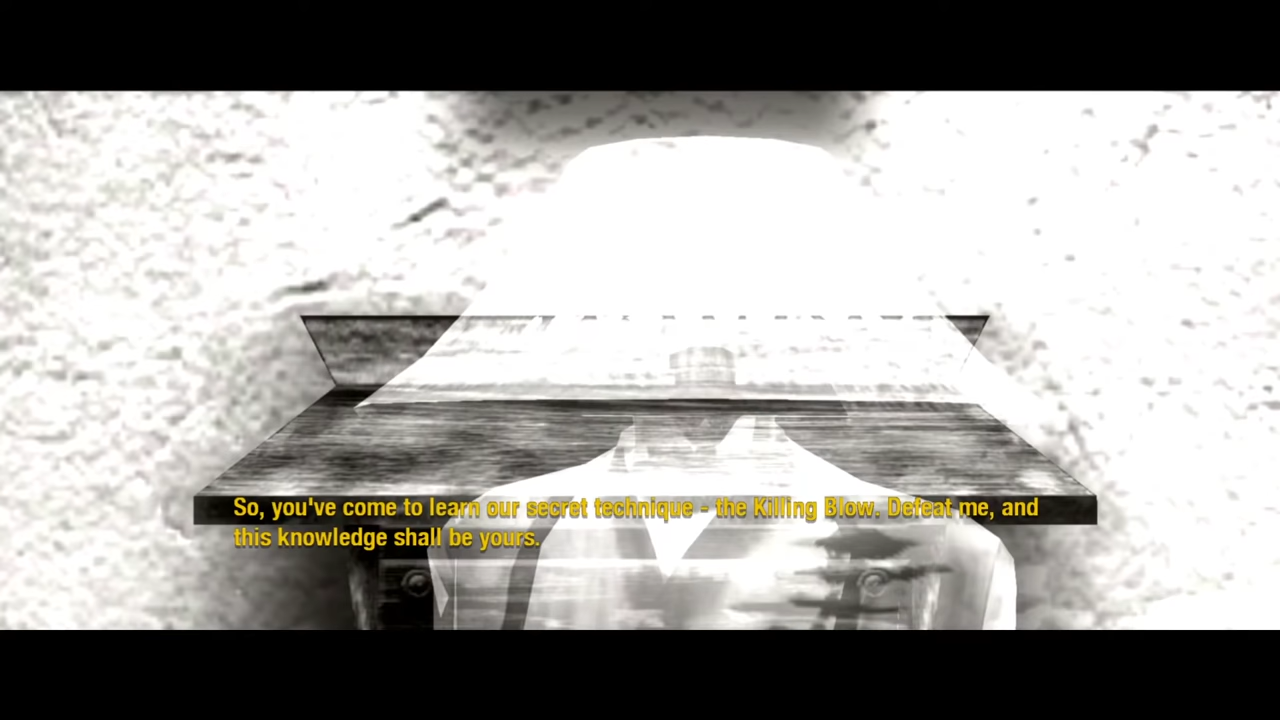 So, you've come to learn our secret technique - the Killing Blow. Defeat me, and
this knowledge shall be yours.